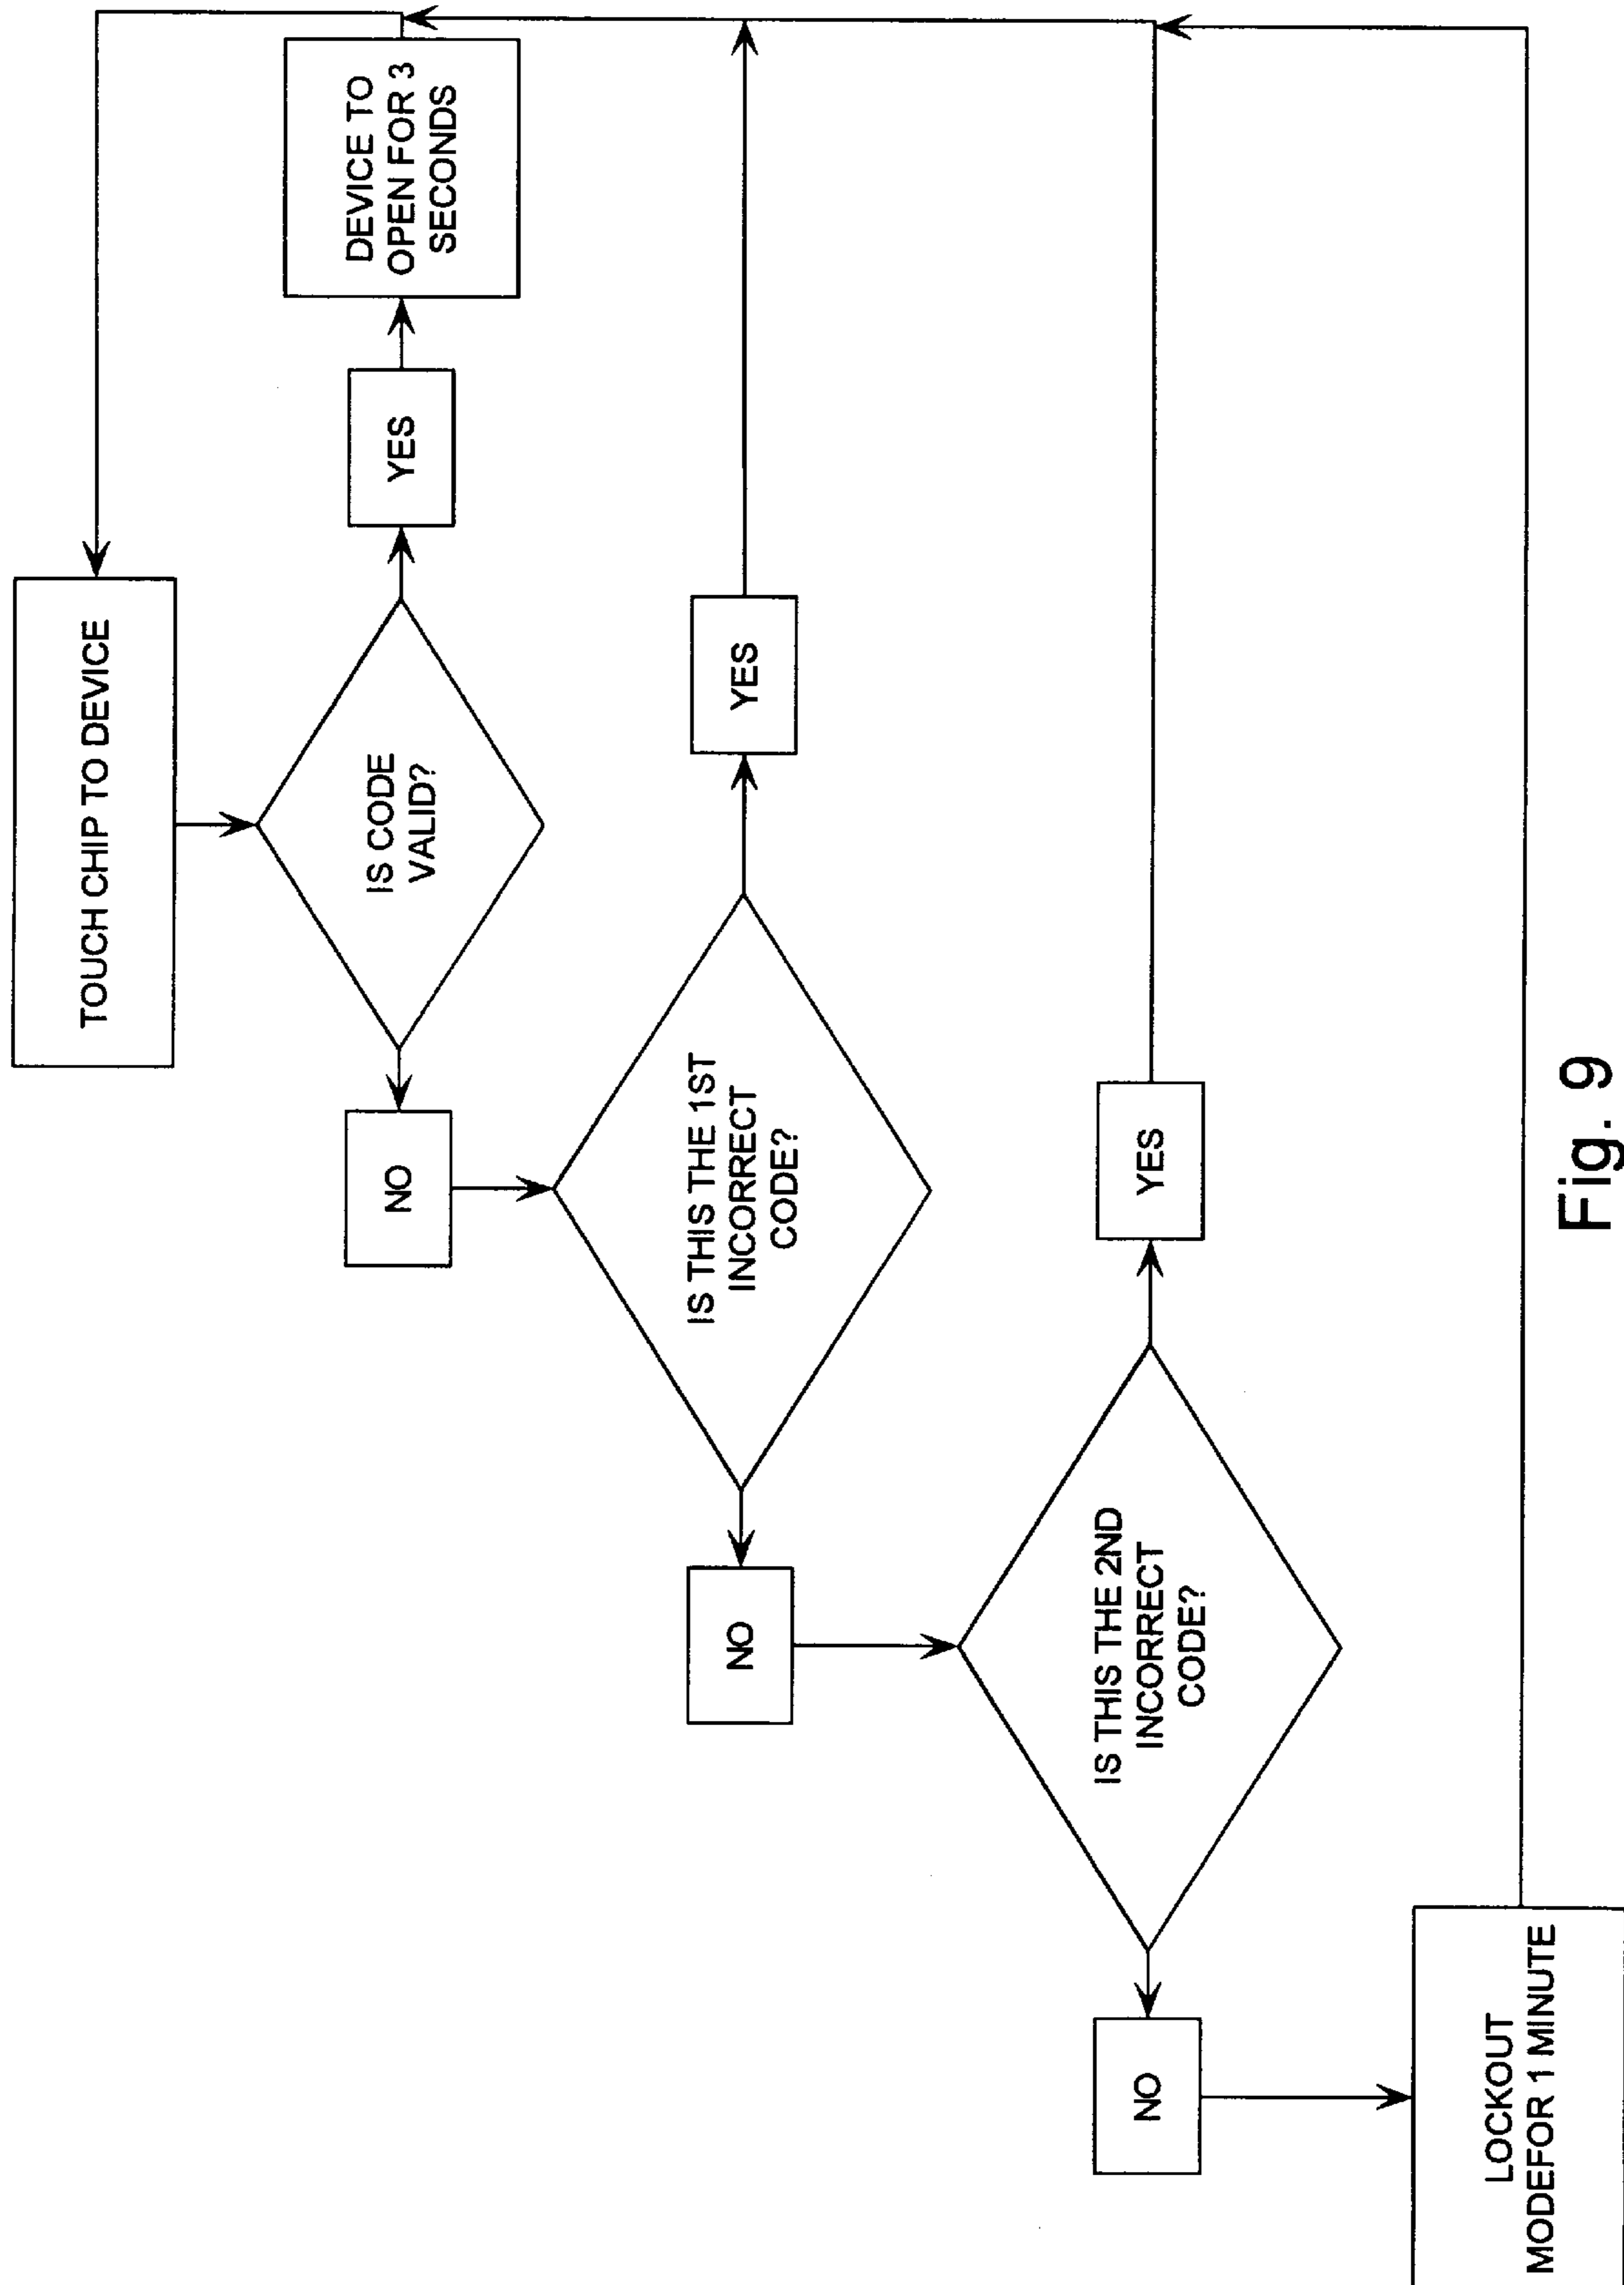 TOUCH CHIP TO DEVICE
IS CODE
VALID?
YES
DEVICE TO
OPEN FOR 3
SECONDS
NO
IS THIS THE 1ST
INCORRECT
CODE?
YES
NO
IS THIS THE 2ND
INCORRECT
CODE?
YES
NO
LOCKOUT
MODEFOR 1 MINUTE
Fig. 9